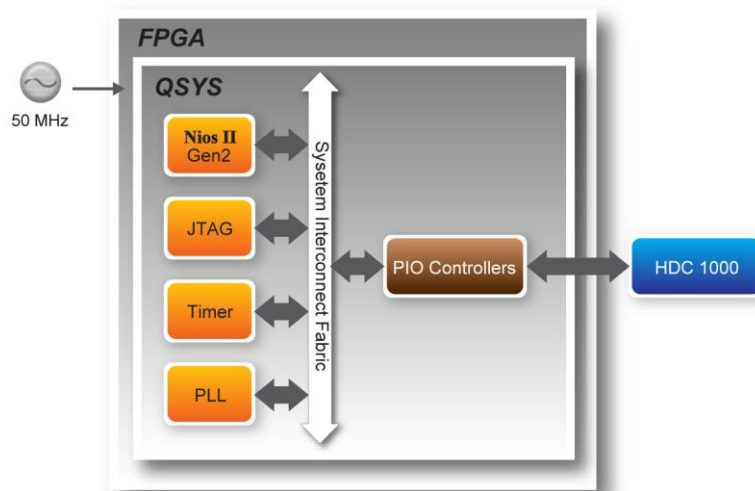 FPGA
QSYS
50 MHz
Nios II
Gen2
JTAG
Timer
PLL
Sysetem Interconnect Fabric
PIO Controllers
HDC 1000